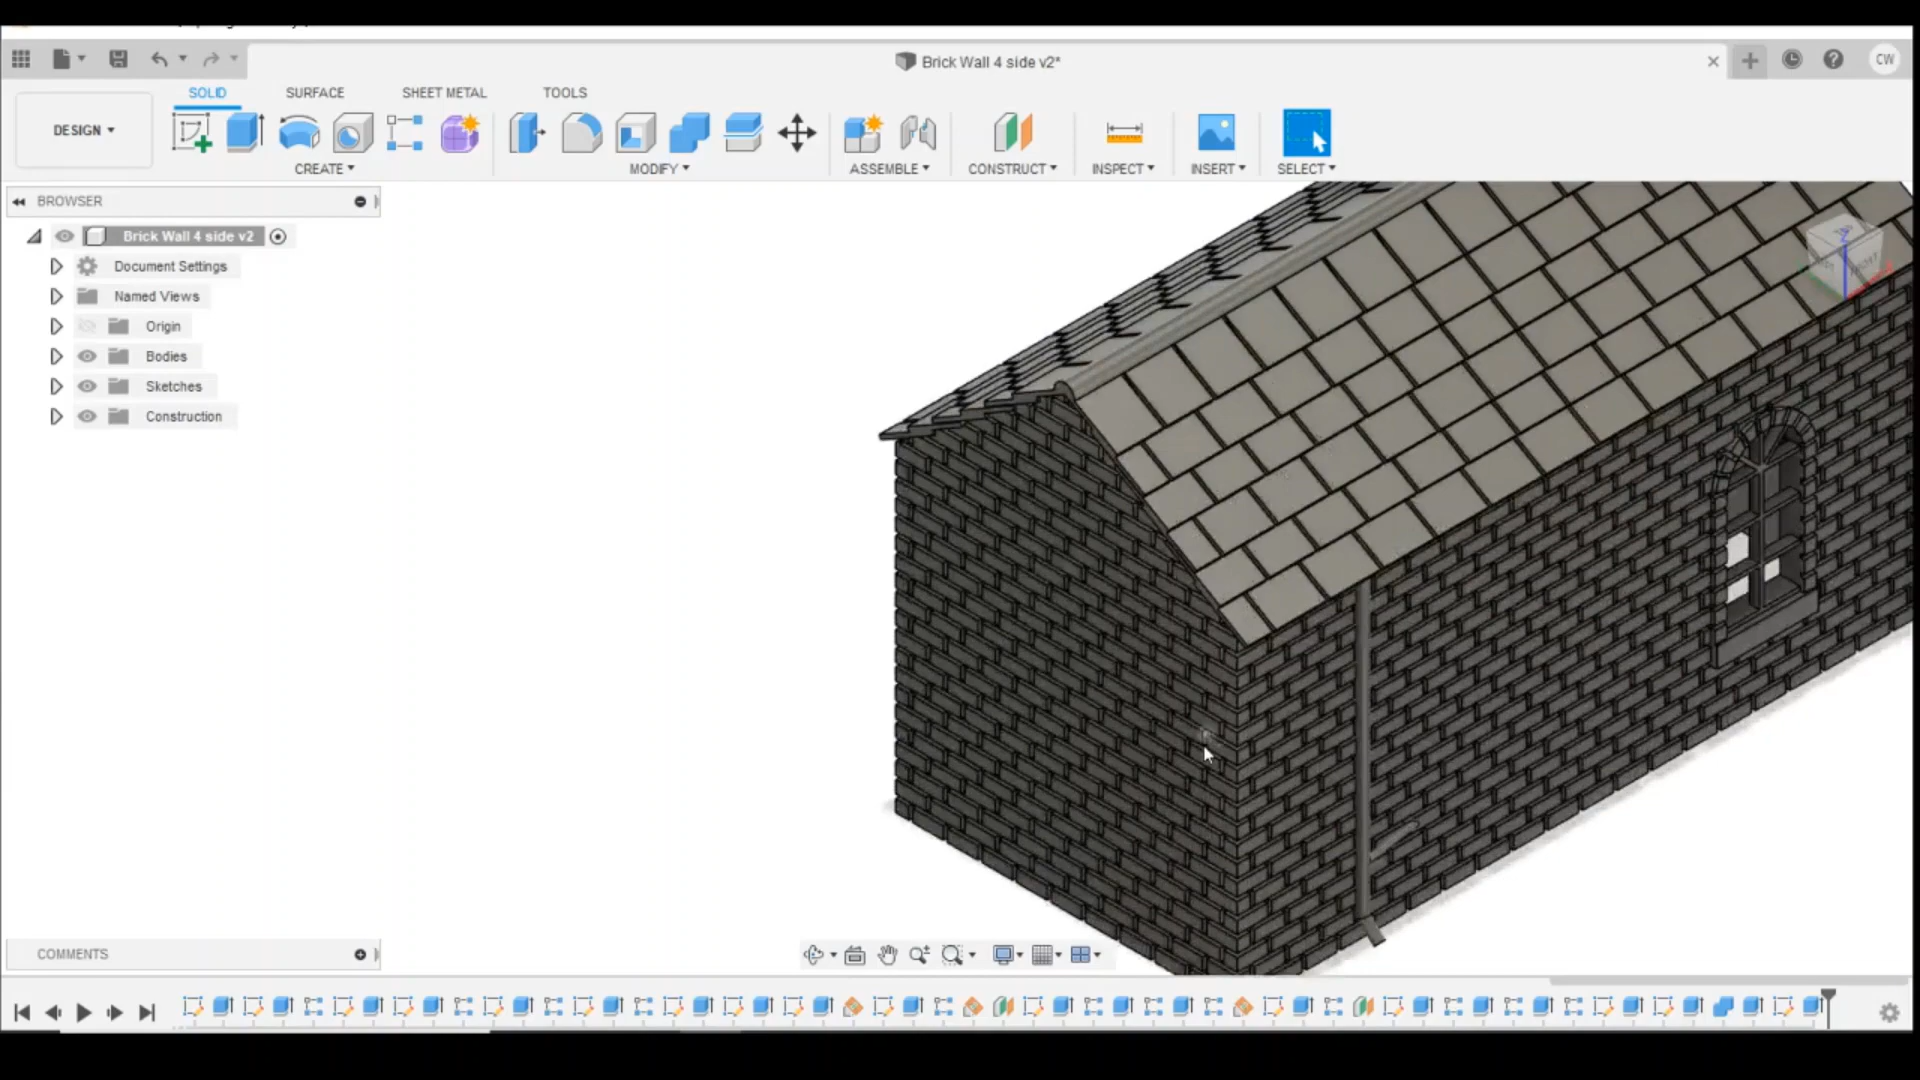 Brick Wall 4 side v2*
CW
SOLID
SURFACE
SHEET METAL
TOOLS
DESIGN
CREATE
MODIFY
ASSEMBLE
CONSTRUCT
INSPECT
INSERT
SELECT
BROWSER
Brick Wall 4 side v2
Z
Document Settings
Named Views
Origin
Bodies
Sketches
Construction
COMMENTS